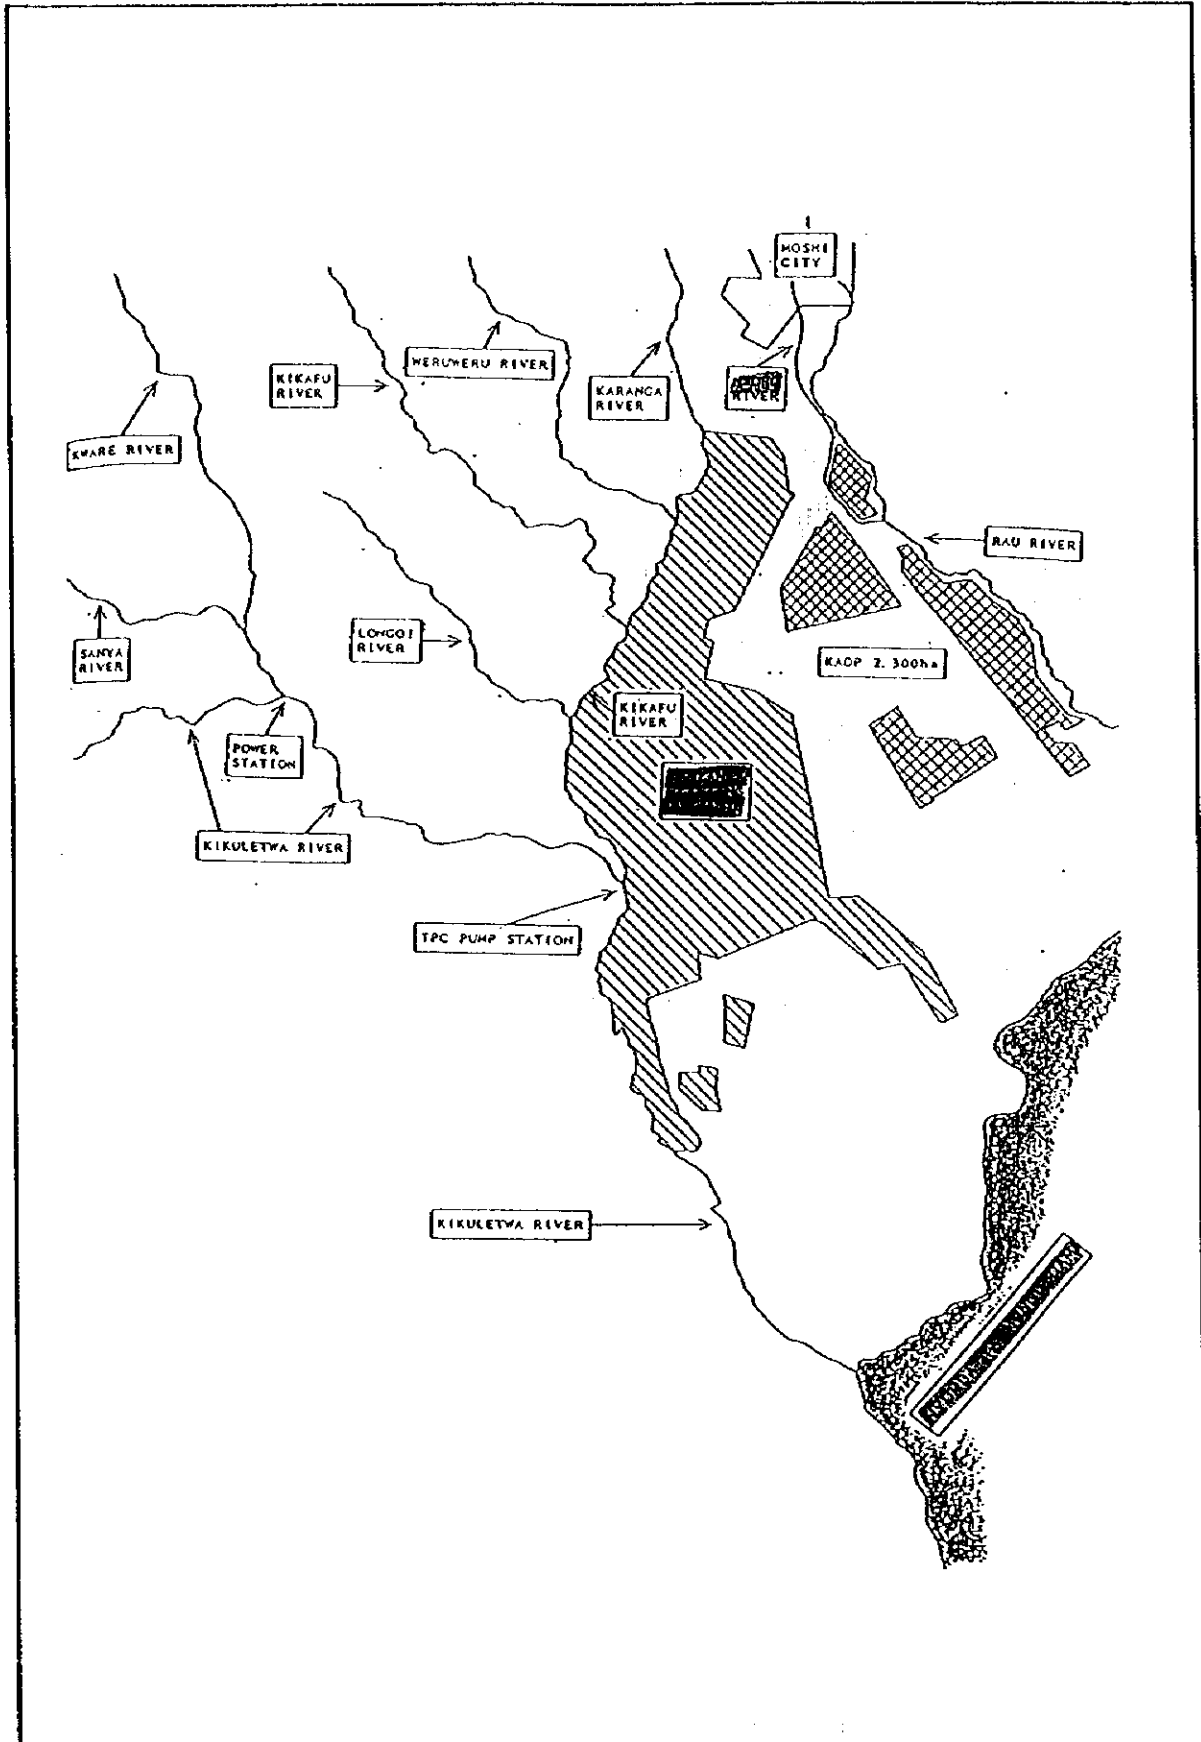 MOSHI
CITY
WERUWERU RIVER
KIKAFU
RIVER
KARANGA
RIVER
RIVER
KWARE RIVER
RAU RIVER
LONGOI
RIVER
SANYA
RIVER
KADP 2.300ha
KIKAFU
RIVER
POWER
STATION
KIKULETWA RIVER
TPC PUMP STATION
KIKULETWA RIVER